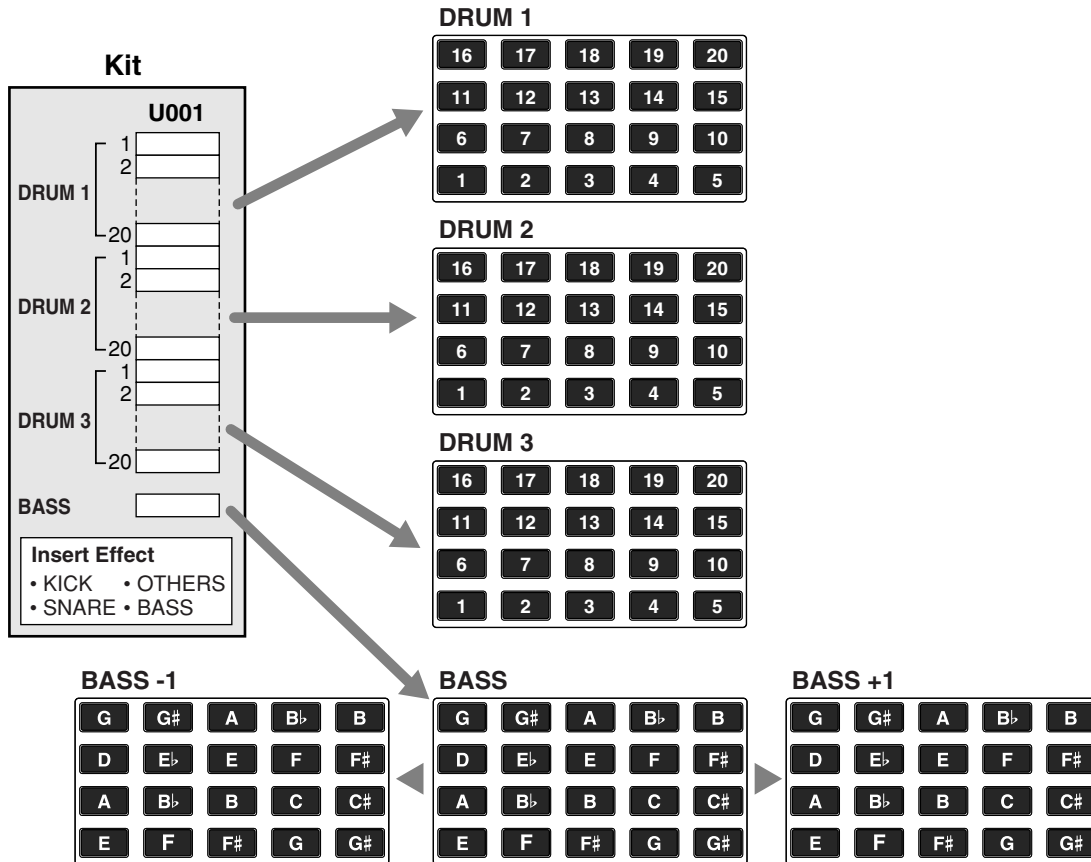 Kit
U001
DRUM 1
1
2
20
DRUM 2
1
2
20
DRUM 3
1
2
20
BASS
Insert Effect
• KICK • OTHERS
• SNARE • BASS
DRUM 1
16 17 18 19 20
11 12 13 14 15
6 7 8 9 10
1 2 3 4 5
DRUM 2
16 17 18 19 20
11 12 13 14 15
6 7 8 9 10
1 2 3 4 5
DRUM 3
16 17 18 19 20
11 12 13 14 15
6 7 8 9 10
1 2 3 4 5
BASS -1
G G♯ A B♭ B
D E♭ E F F♯
A B♭ B C C♯
E F F♯ G G♯
BASS
G G♯ A B♭ B
D E♭ E F F♯
A B♭ B C C♯
E F F♯ G G♯
BASS +1
G G♯ A B♭ B
D E♭ E F F♯
A B♭ B C C♯
E F F♯ G G♯